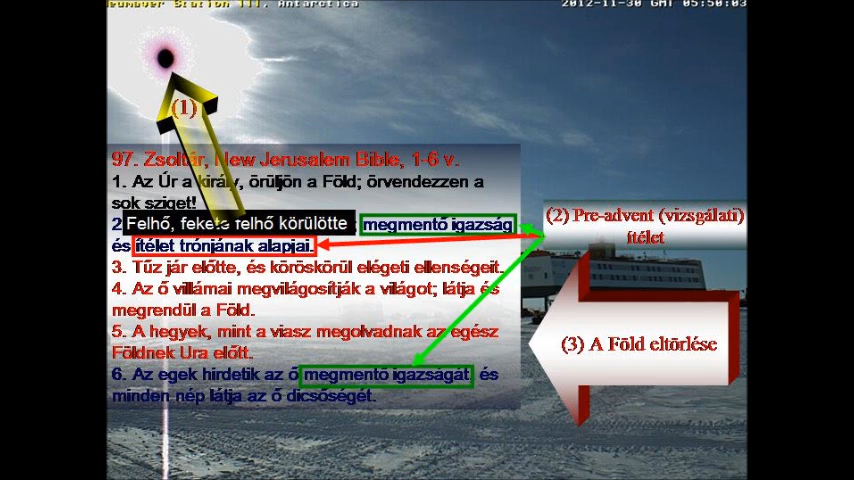 Neumayer Station III, Antarctica
2012-11-30 GMT 05:50:03
(1)
97. Zsoltár, New Jerusalem Bible, 1-6 v.
1. Az Úr a király, örüljön a Föld; örvendezzen a
sok sziget!
2 Felhő, fekete felhő körülötte megmentő igazság
és ítélet trónjának alapjai.
3. Tűz jár előtte, és köröskörül elégeti ellenségeit.
4. Az ő villámai megvilágosítják a világot; látja és
megrendül a Föld.
5. A hegyek, mint a viasz megolvadnak az egész
Földnek Ura előtt.
6. Az egek hirdetik az ő megmentő igazságát és
minden nép látja az ő dicsőségét.
(2) Pre-advent (vizsgálati)
ítélet
(3) A Föld eltörlése